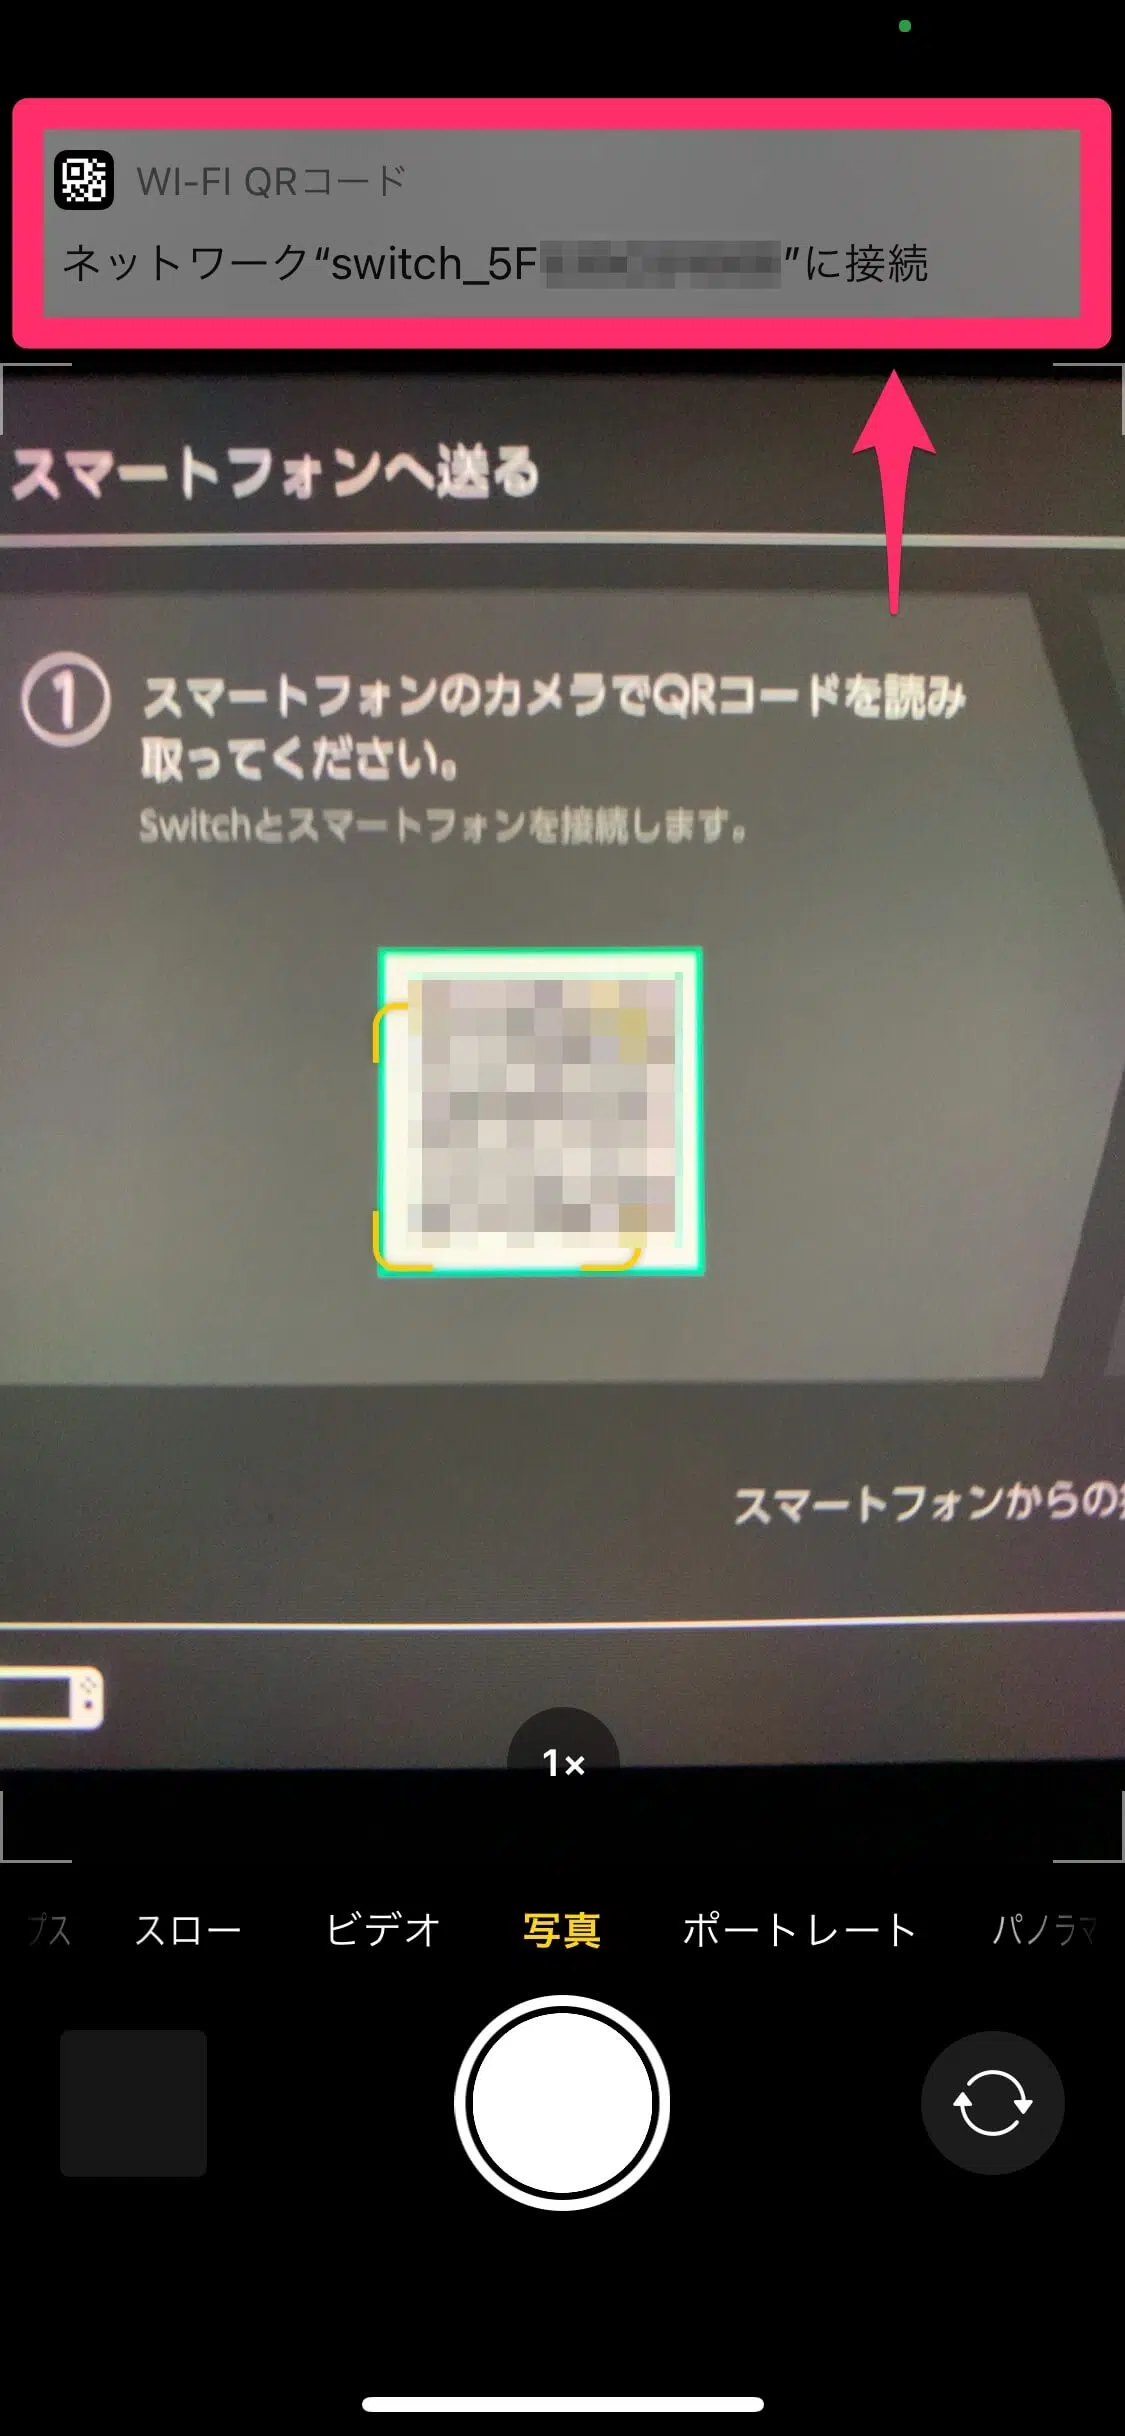 WI-FI QRコード
ネットワーク“switch_5F ”に接続
スマートフォンへ送る
① スマートフォンのカメラでQRコードを読み
取ってください。
Switchとスマートフォンを接続します。
スマートフォンからの
1×
スロー ビデオ 写真 ポートレート パノラマ